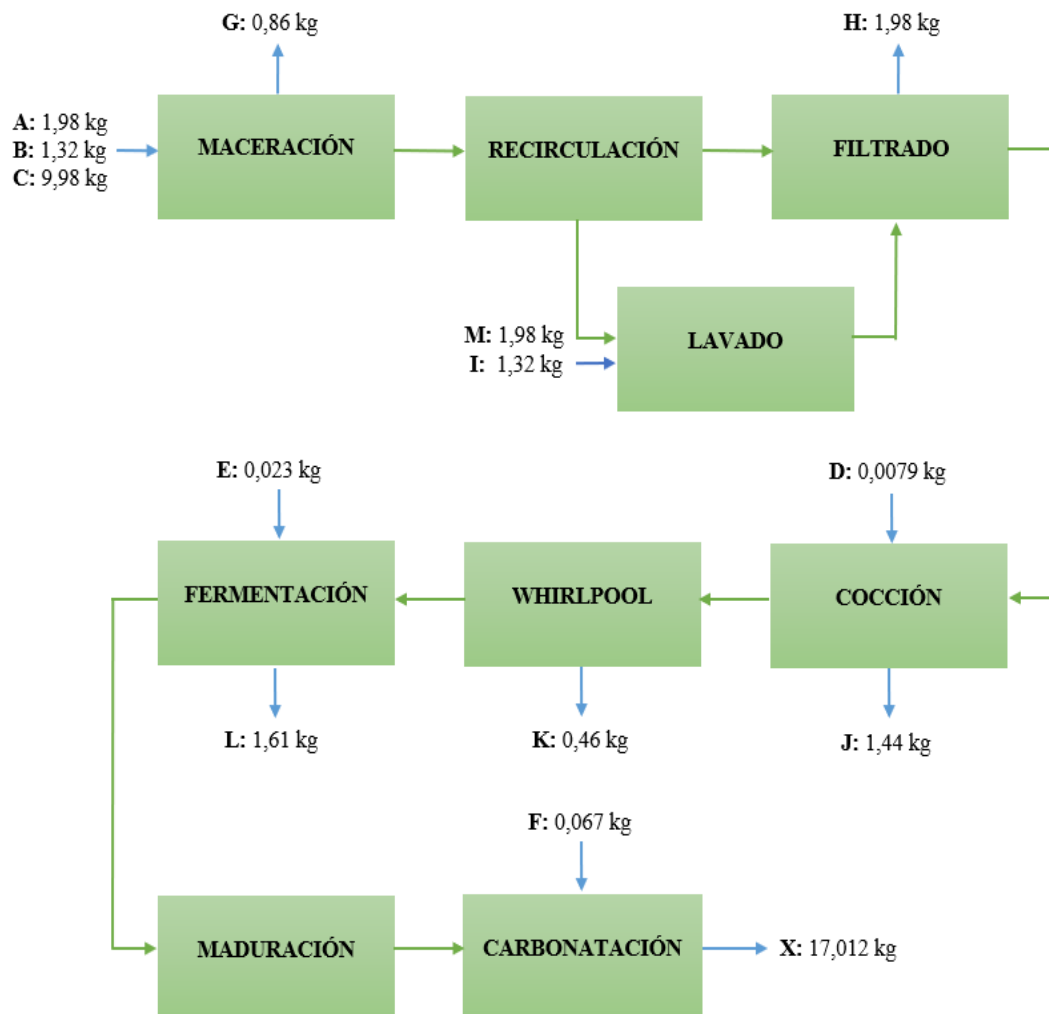 G: 0,86 kg
H: 1,98 kg
A: 1,98 kg
B: 1,32 kg
C: 9,98 kg
MACERACIÓN
RECIRCULACIÓN
FILTRADO
M: 1,98 kg
I: 1,32 kg
LAVADO
E: 0,023 kg
D: 0,0079 kg
FERMENTACIÓN
WHIRLPOOL
COCCIÓN
L: 1,61 kg
K: 0,46 kg
J: 1,44 kg
F: 0,067 kg
MADURACIÓN
CARBONATACIÓN
X: 17,012 kg